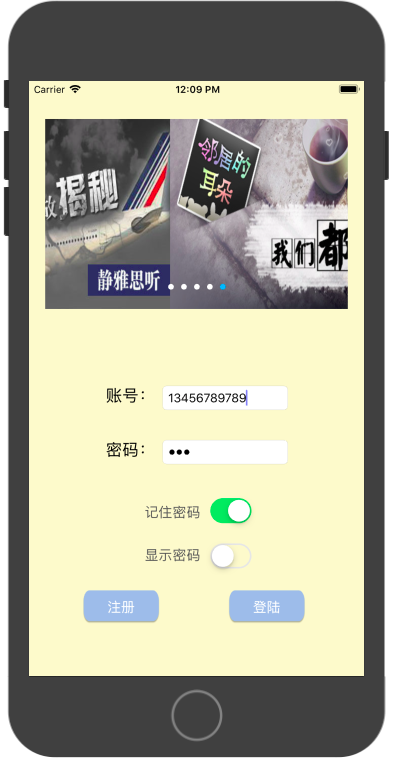 Carrier 12:09 PM
故 揭秘
邻居的
耳朵
静雅思听
我们都
账号：
13456789789
密码：
●●●
记住密码
显示密码
注册
登陆